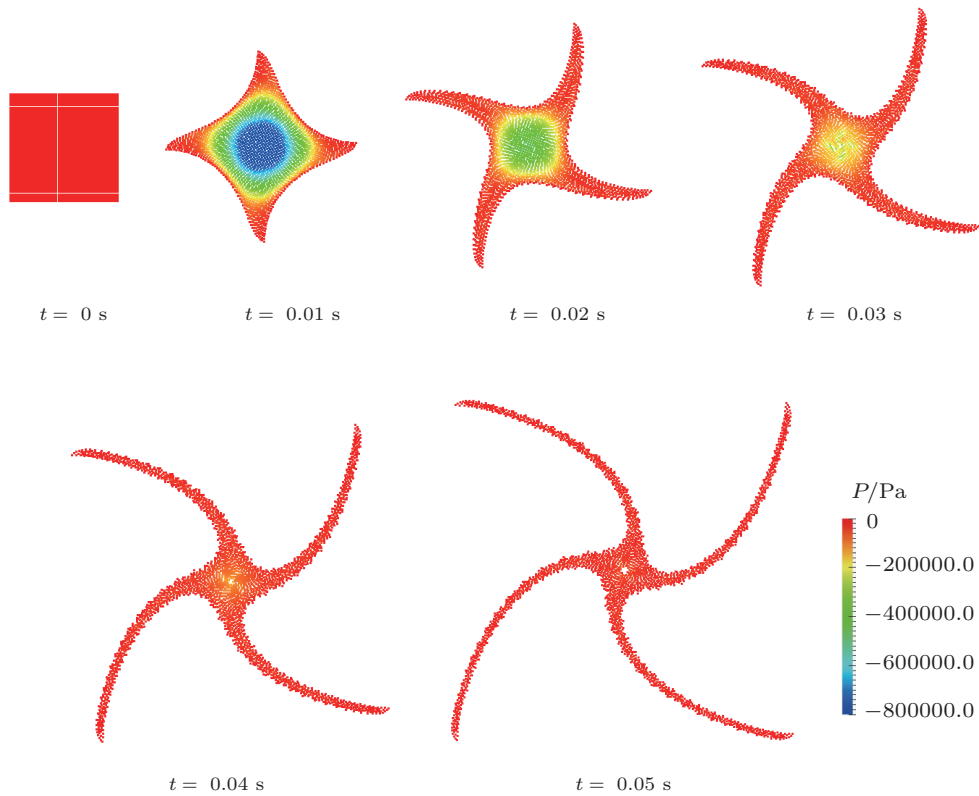 t = 0 s
t = 0.01 s
t = 0.02 s
t = 0.03 s
P/Pa
0
−200000.0
−400000.0
−600000.0
−800000.0
t = 0.04 s
t = 0.05 s